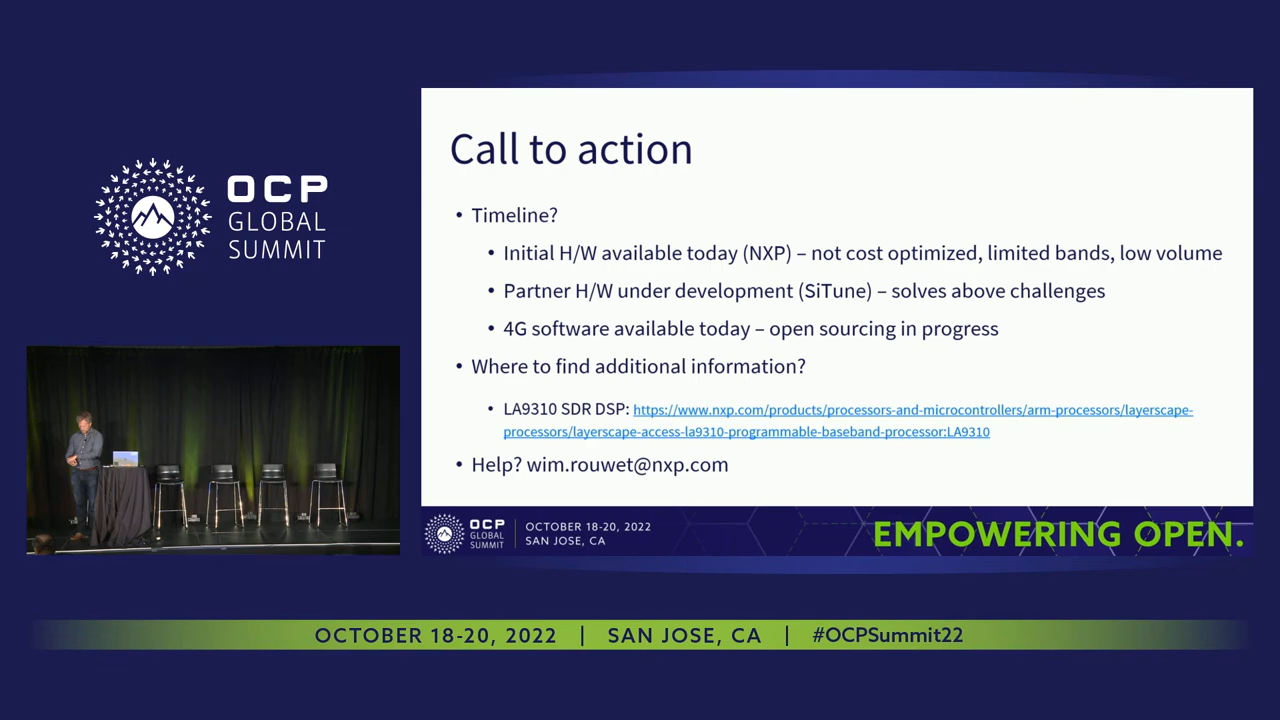 OCP
GLOBAL
SUMMIT
Call to action
• Timeline?
• Initial H/W available today (NXP) – not cost optimized, limited bands, low volume
• Partner H/W under development (SiTune) – solves above challenges
• 4G software available today – open sourcing in progress
• Where to find additional information?
• LA9310 SDR DSP: https://www.nxp.com/products/processors-and-microcontrollers/arm-processors/layerscape-
processors/layerscape-access-la9310-programmable-baseband-processor:LA9310
• Help? wim.rouwet@nxp.com
OCP
GLOBAL
SUMMIT
OCTOBER 18-20, 2022
SAN JOSE, CA
EMPOWERING OPEN.
OCTOBER 18-20, 2022 | SAN JOSE, CA | #OCPSummit22